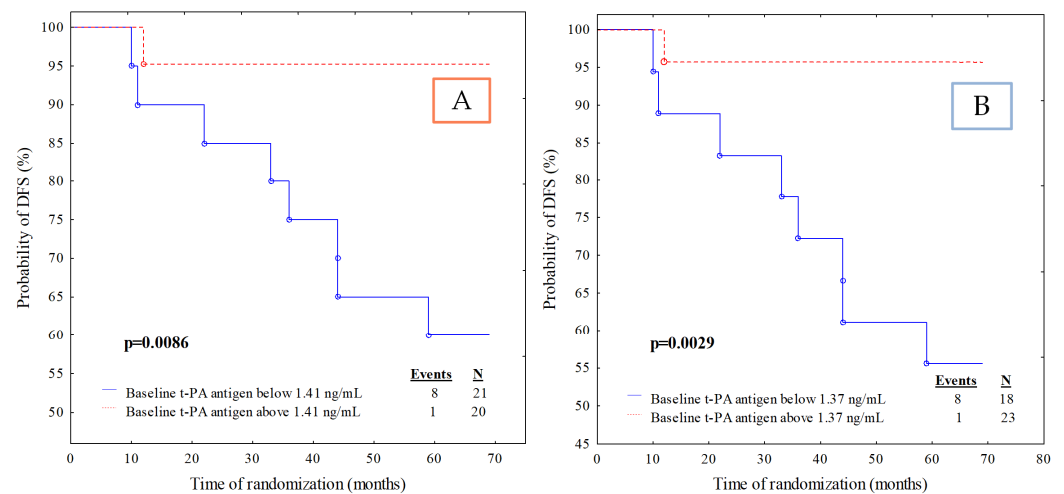 100
95
90
85
80
75
70
65
60
55
50
0
10
20
30
40
50
60
70
Probability of DFS (%)
Time of randomization (months)
A
p=0.0086
Events N
Baseline t-PA antigen below 1.41 ng/mL 8 21
Baseline t-PA antigen above 1.41 ng/mL 1 20
100
95
90
85
80
75
70
65
60
55
50
45
0
10
20
30
40
50
60
70
80
Probability of DFS (%)
Time of randomization (months)
B
p=0.0029
Events N
Baseline t-PA antigen below 1.37 ng/mL 8 18
Baseline t-PA antigen above 1.37 ng/mL 1 23